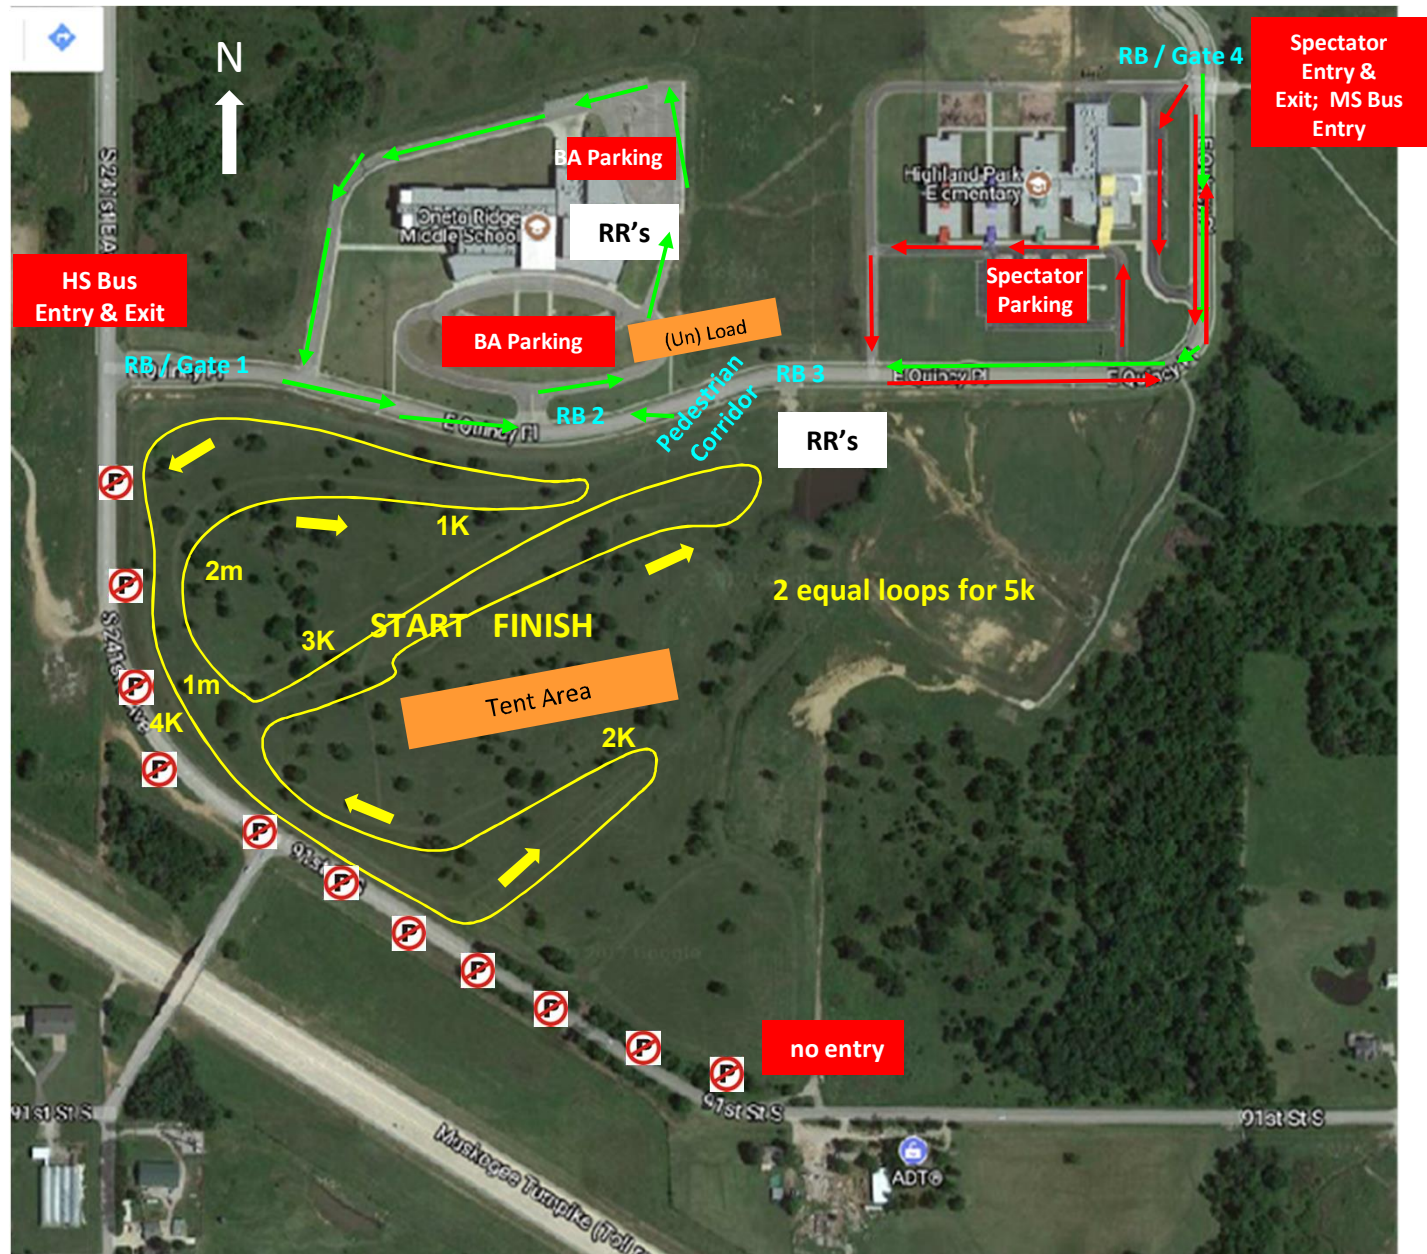 N
RB / Gate 4
Spectator
Entry &
Exit; MS Bus
Entry
BA Parking
Highland Park
Elementary
Oneta Ridge
Middle School
RR's
HS Bus
Entry & Exit
Spectator
Parking
BA Parking
(Un) Load
RB / Gate 1
RB 3
E Quincy Pl
E Quincy Pl
RB 2
E Quincy Pl
Pedestrian
Corridor
RR's
P
1K
2m
P
2 equal loops for 5k
START FINISH
3K
1m
P
Tent Area
4K
2K
P
P
91st
P
P
P
P
P
no entry
P
91st St S
91st St S
91st St S
ADT®
Muskogee Turnpike (Toll